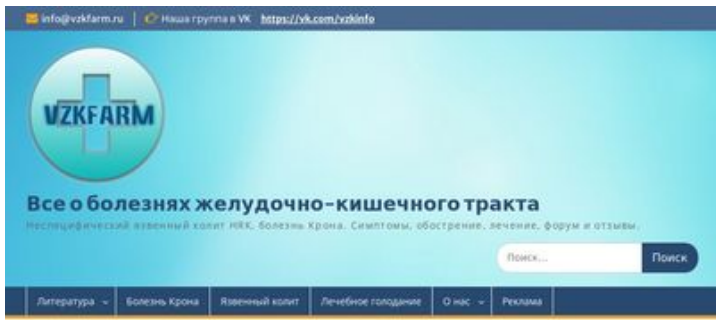 info@vzkfarm.ru Наша группа в VK https://vk.com/vzkinfo
VZKFARM
Все о болезнях желудочно-кишечного тракта
Неспецифический язвенный колит НЯК, болезнь Крона. Симптомы, обострение, лечение, форум и отзывы.
Поиск... Поиск
Литература Болезнь Крона Язвенный колит Лечебное голодание О нас Реклама